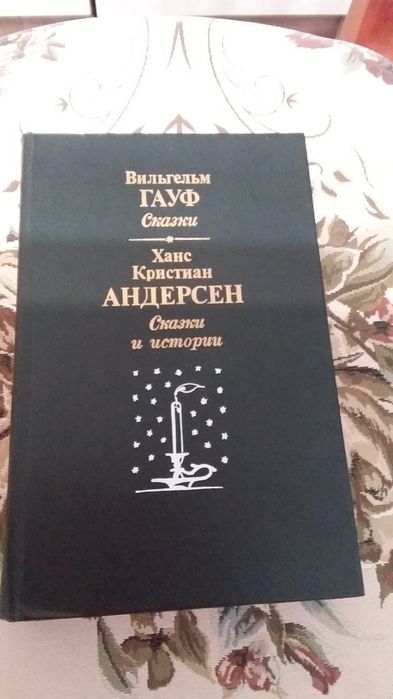 Вильгельм
ГАУФ
Сказки
Ханс
Кристиан
АНДЕРСЕН
Сказки
и истории